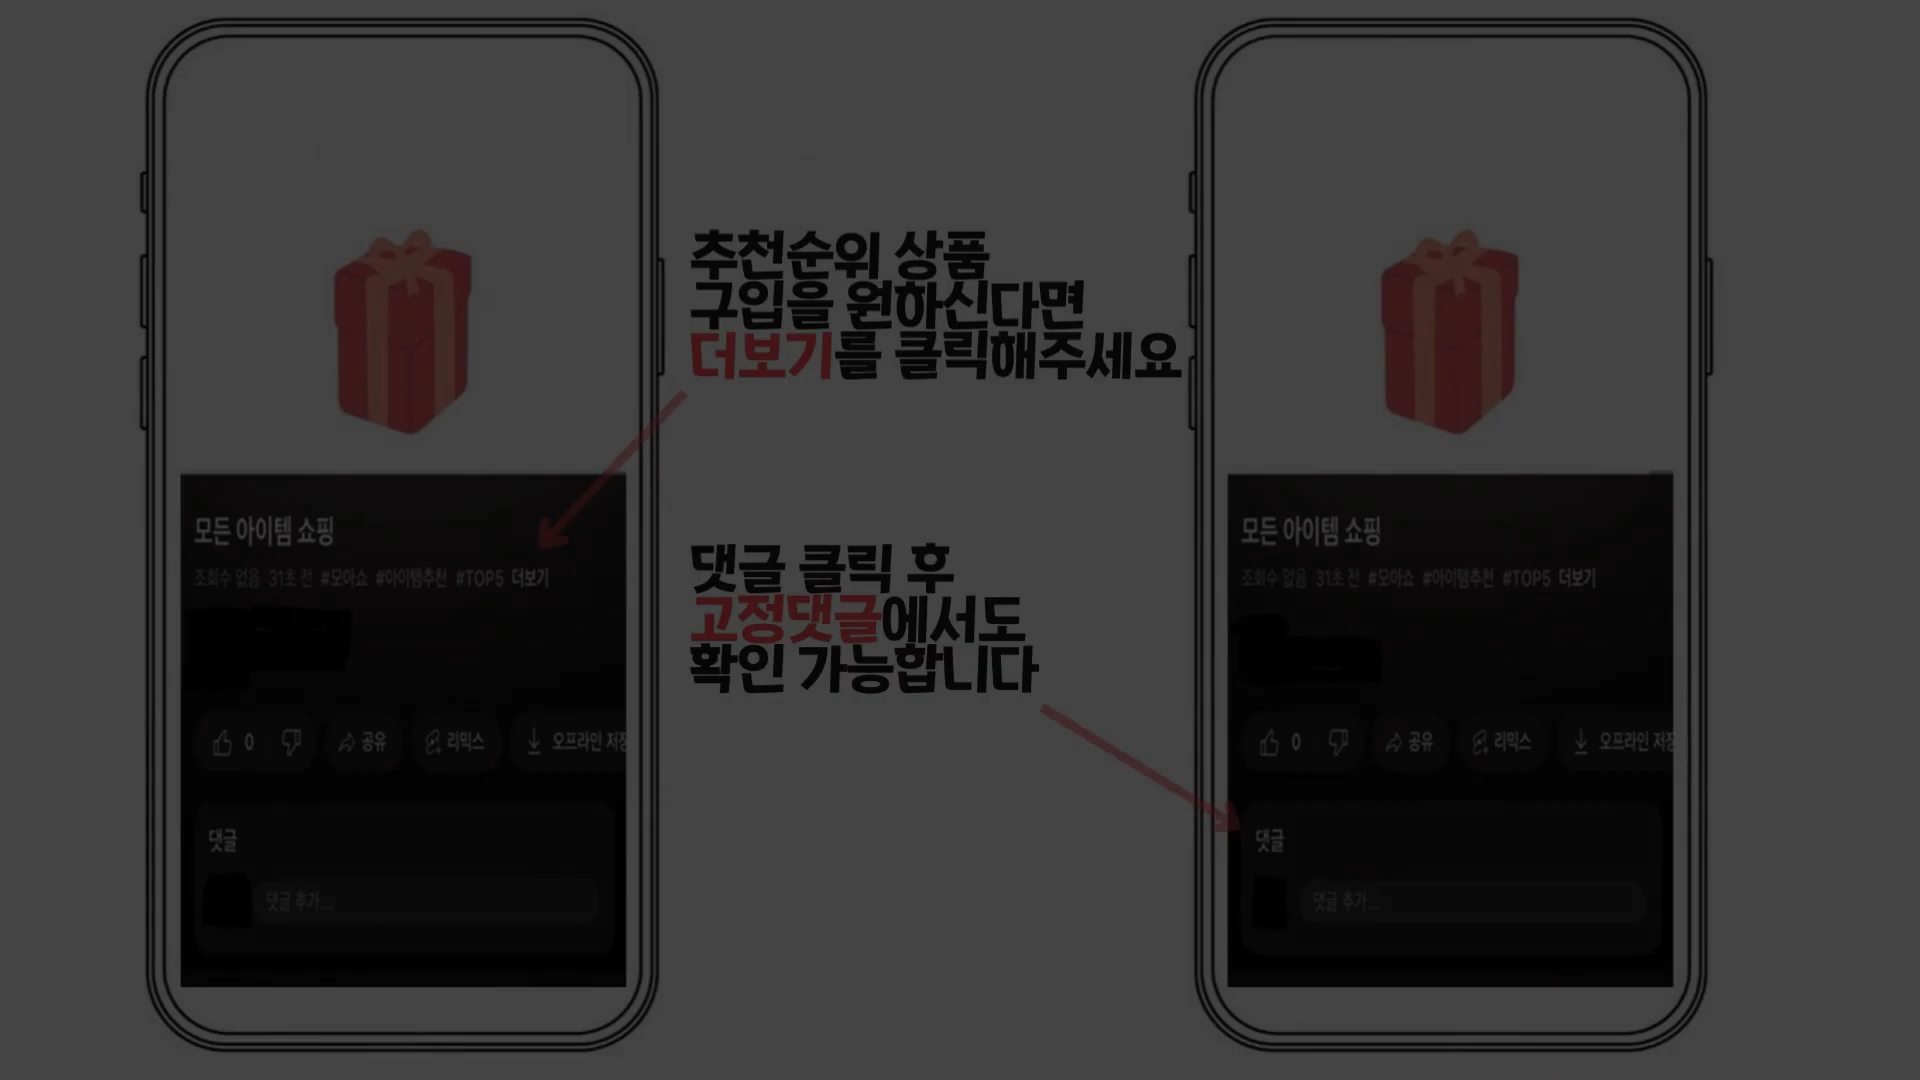 추천순위 상품
구입을 원하신다면
더보기를 클릭해주세요
댓글 클릭 후
고정댓글에서도
확인 가능합니다
모든 아이템 쇼핑
조회수 없음 31초 전 #모아쇼 #아이템추천 #TOP5 더보기
0 공유 리믹스 오프라인 저장
댓글
댓글 추가...
모든 아이템 쇼핑
조회수 없음 31초 전 #모아쇼 #아이템추천 #TOP5 더보기
0 공유 리믹스 오프라인 저장
댓글
댓글 추가...